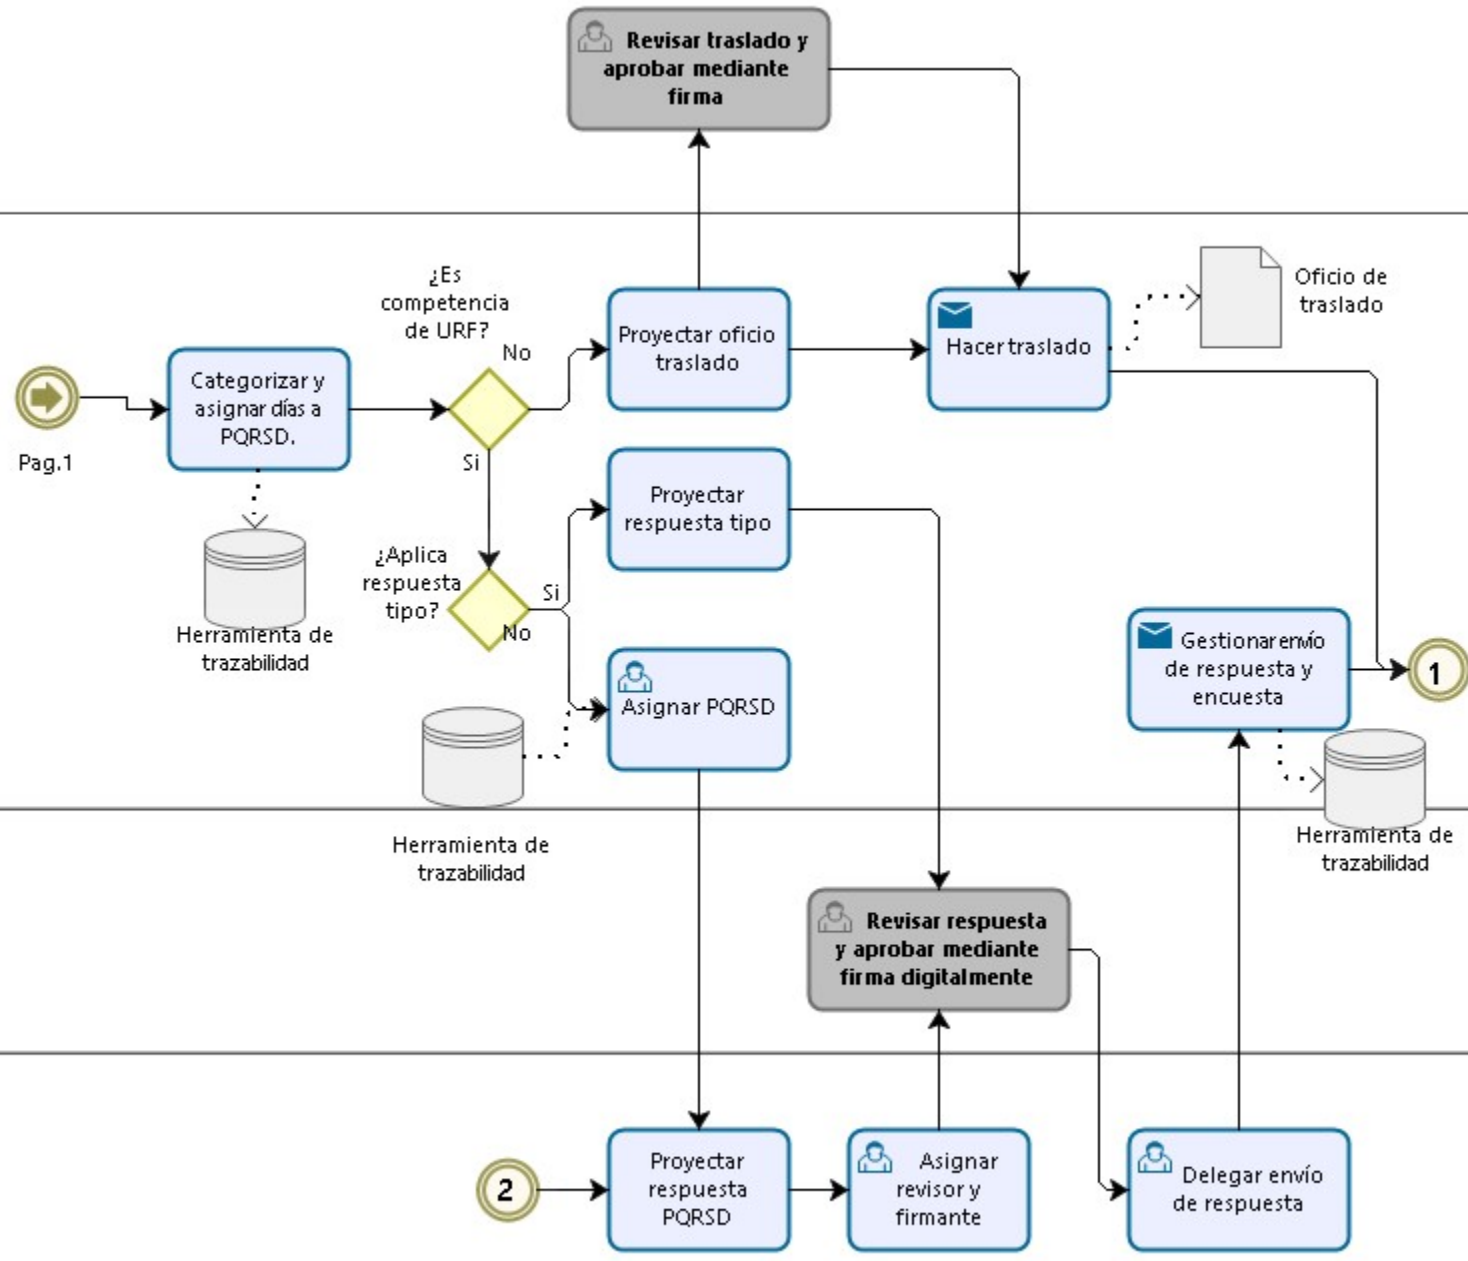 Revisar traslado y
aprobar mediante
firma
¿Es
competencia
de URF?
No
Si
Pag.1
Categorizar y
asignar días a
PQRSD.
Herramienta de
trazabilidad
Proyectar oficio
traslado
Hacer traslado
Oficio de
traslado
¿Aplica
respuesta
tipo?
Si
No
Proyectar
respuesta tipo
Asignar PQRSD
Herramienta de
trazabilidad
Gestionar envío
de respuesta y
encuesta
1
Herramienta de
trazabilidad
Revisar respuesta
y aprobar mediante
firma digitalmente
2
Proyectar
respuesta
PQRSD
Asignar
revisor y
firmante
Delegar envío
de respuesta